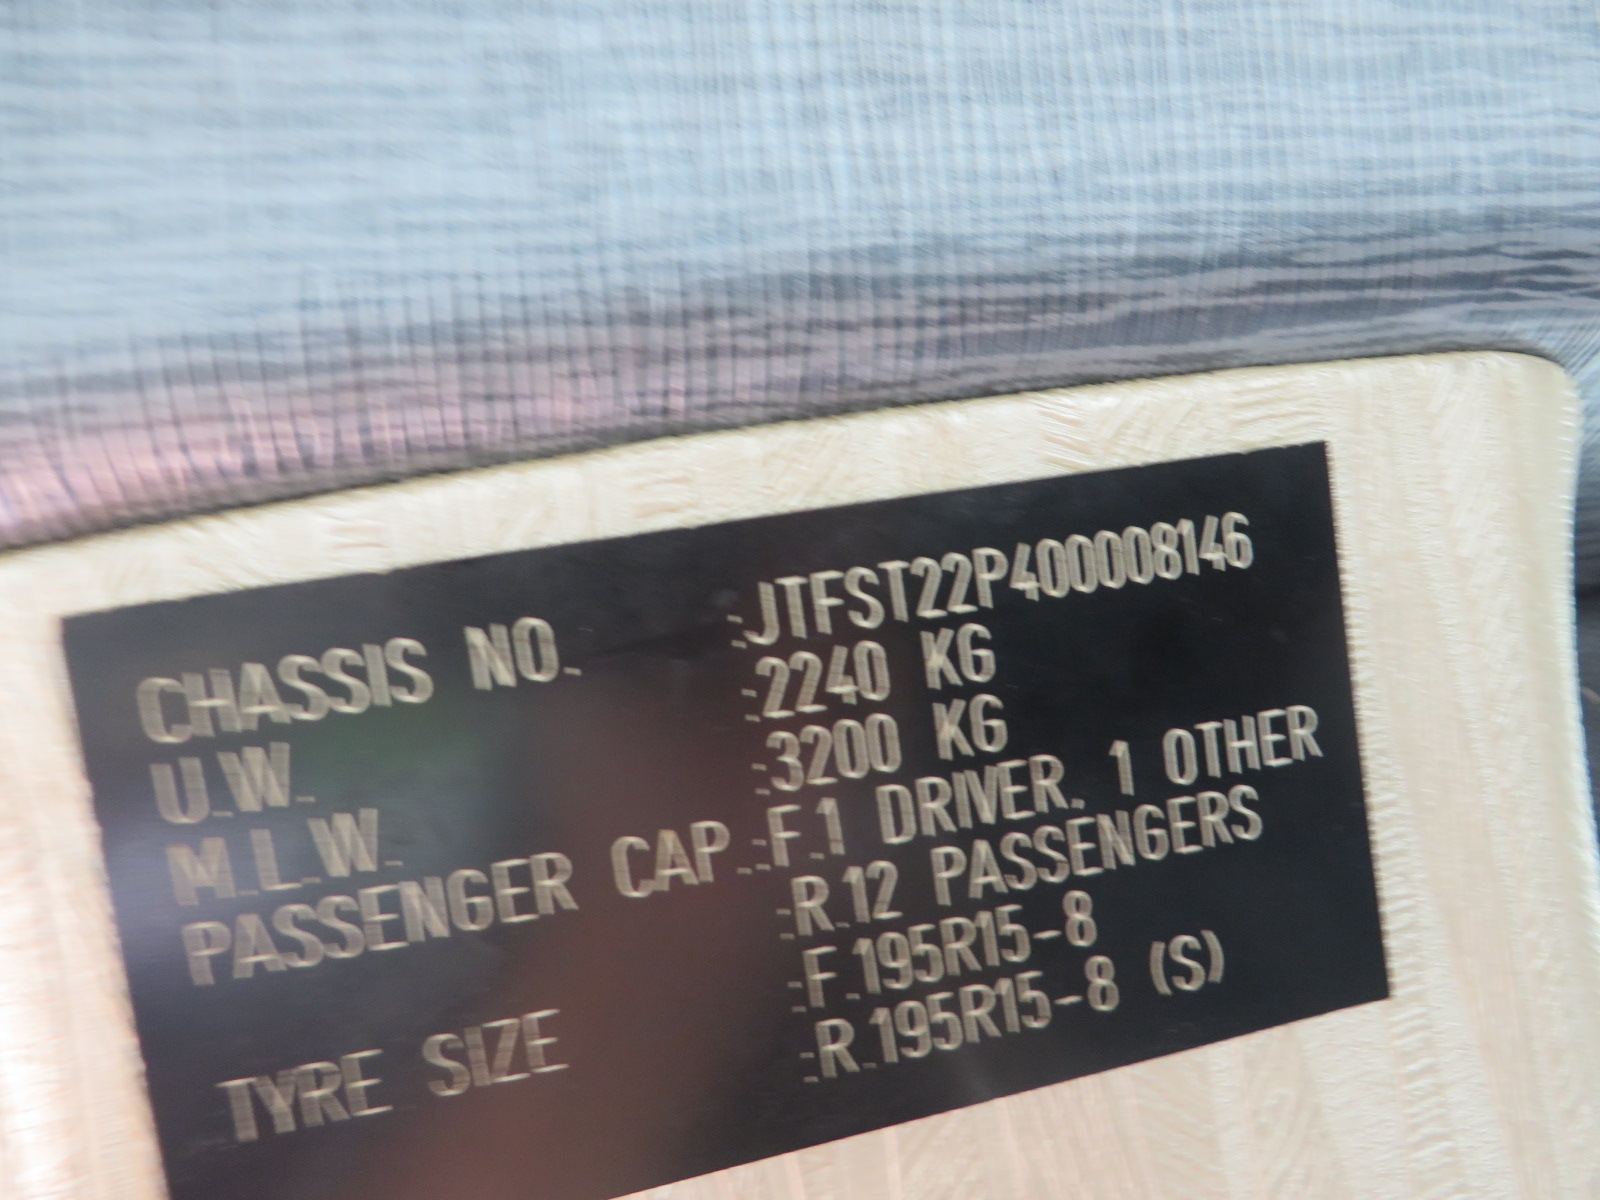 CHASSIS NO. :JTFST22P400008146
U.W. :2240 KG
M.L.W. :3200 KG
PASSENGER CAP.:F.1 DRIVER. 1 OTHER
:R.12 PASSENGERS
:F.195R15-8
TYRE SIZE :R.195R15-8 (S)